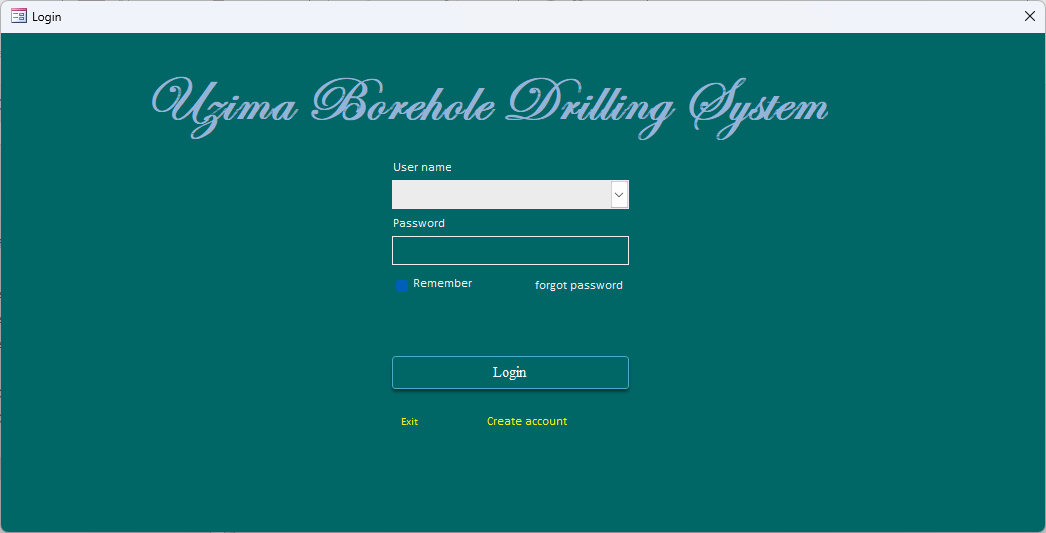 Login
Uzima Borehole Drilling System
User name
Password
Remember forgot password
Login
Exit Create account